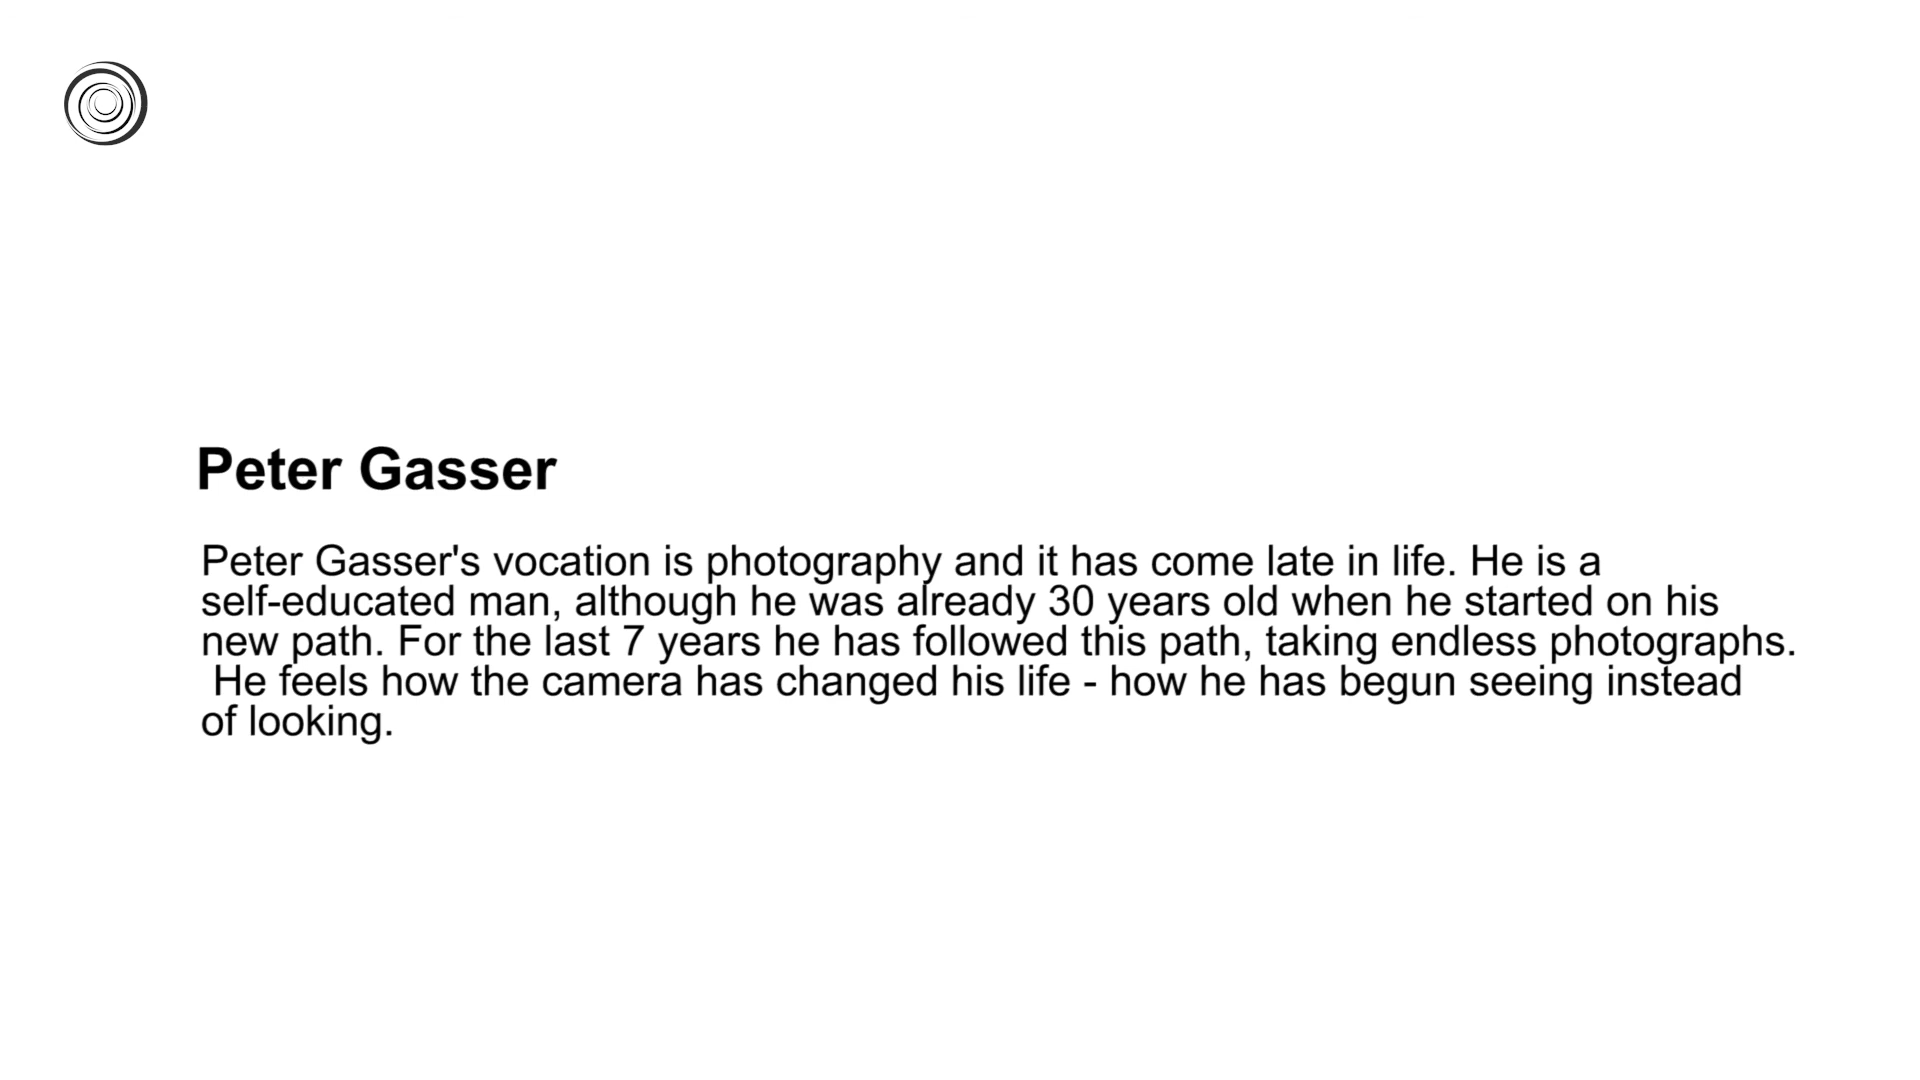 Peter Gasser
Peter Gasser's vocation is photography and it has come late in life. He is a
self-educated man, although he was already 30 years old when he started on his
new path. For the last 7 years he has followed this path, taking endless photographs.
He feels how the camera has changed his life - how he has begun seeing instead
of looking.